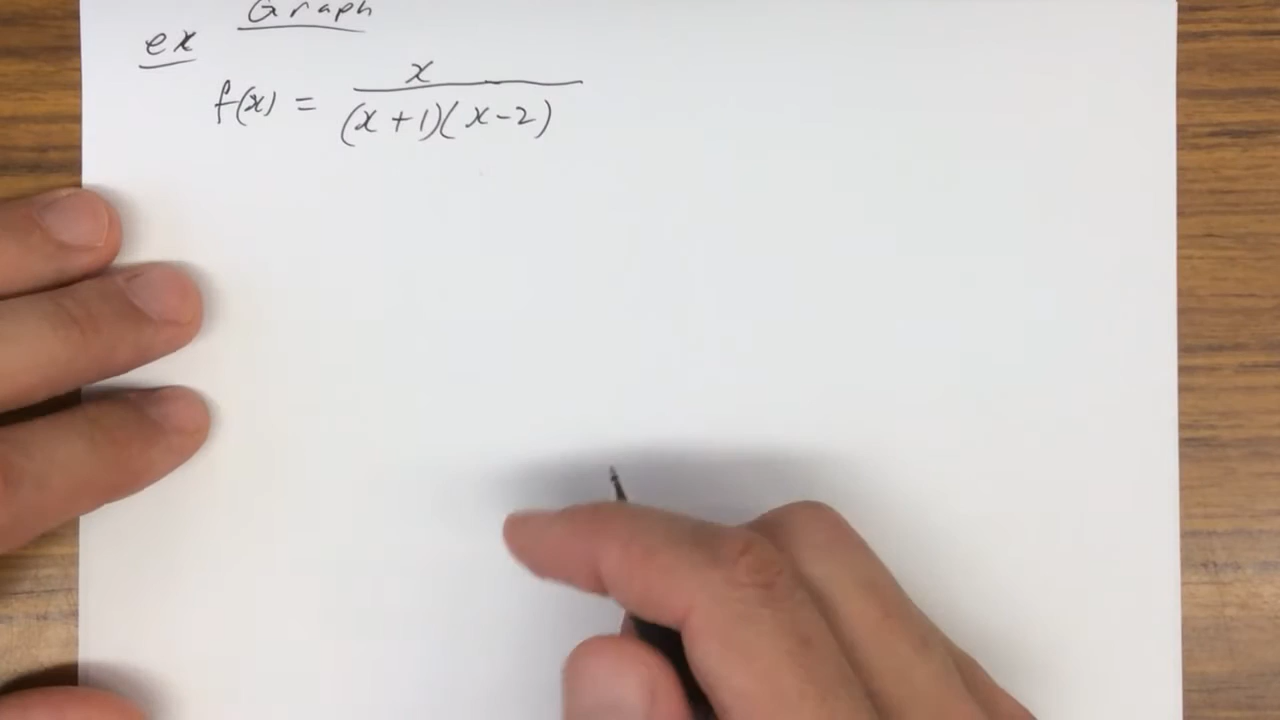 Graph
ex
f(x) = x / (x+1)(x-2)